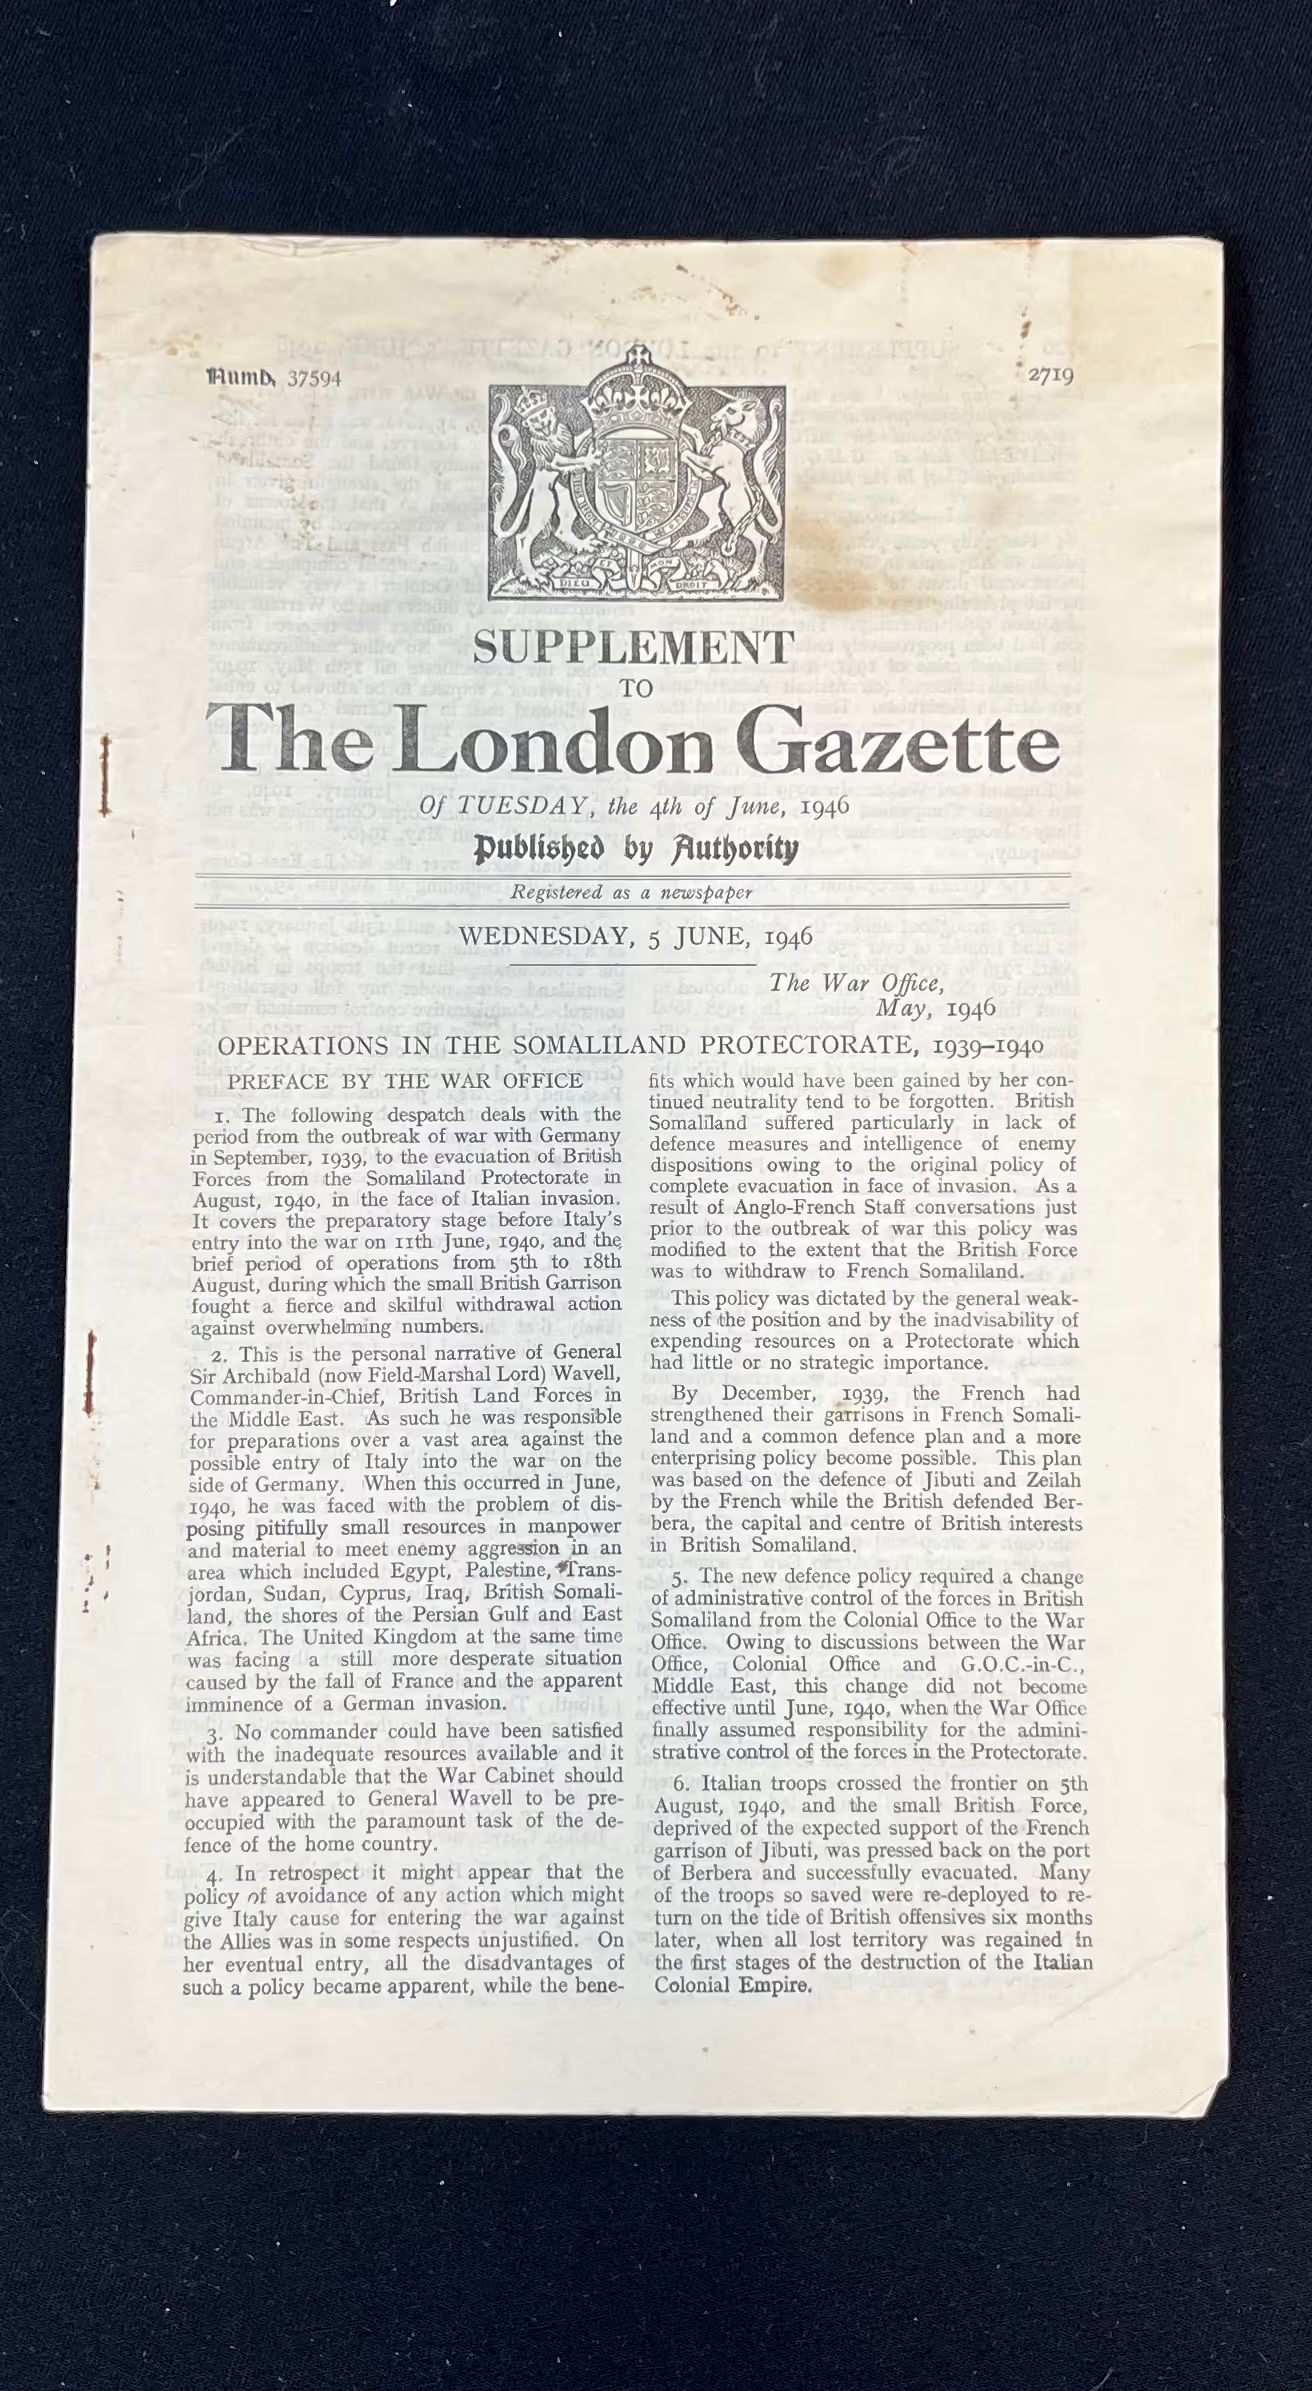 Numb. 37594
2719
DIEU ET MON DROIT
SUPPLEMENT
TO
The London Gazette
Of TUESDAY, the 4th of June, 1946
Published by Authority
Registered as a newspaper
WEDNESDAY, 5 JUNE, 1946
The War Office,
May, 1946
OPERATIONS IN THE SOMALILAND PROTECTORATE, 1939–1940
PREFACE BY THE WAR OFFICE
1. The following despatch deals with the
period from the outbreak of war with Germany
in September, 1939, to the evacuation of British
Forces from the Somaliland Protectorate in
August, 1940, in the face of Italian invasion.
It covers the preparatory stage before Italy's
entry into the war on 11th June, 1940, and the
brief period of operations from 5th to 18th
August, during which the small British Garrison
fought a fierce and skilful withdrawal action
against overwhelming numbers.
2. This is the personal narrative of General
Sir Archibald (now Field-Marshal Lord) Wavell,
Commander-in-Chief, British Land Forces in
the Middle East. As such he was responsible
for preparations over a vast area against the
possible entry of Italy into the war on the
side of Germany. When this occurred in June,
1940, he was faced with the problem of dis-
posing pitifully small resources in manpower
and material to meet enemy aggression in an
area which included Egypt, Palestine, Trans-
jordan, Sudan, Cyprus, Iraq, British Somali-
land, the shores of the Persian Gulf and East
Africa. The United Kingdom at the same time
was facing a still more desperate situation
caused by the fall of France and the apparent
imminence of a German invasion.
3. No commander could have been satisfied
with the inadequate resources available and it
is understandable that the War Cabinet should
have appeared to General Wavell to be pre-
occupied with the paramount task of the de-
fence of the home country.
4. In retrospect it might appear that the
policy of avoidance of any action which might
give Italy cause for entering the war against
the Allies was in some respects unjustified. On
her eventual entry, all the disadvantages of
such a policy became apparent, while the bene-
fits which would have been gained by her con-
tinued neutrality tend to be forgotten. British
Somaliland suffered particularly in lack of
defence measures and intelligence of enemy
dispositions owing to the original policy of
complete evacuation in face of invasion. As a
result of Anglo-French Staff conversations just
prior to the outbreak of war this policy was
modified to the extent that the British Force
was to withdraw to French Somaliland.
This policy was dictated by the general weak-
ness of the position and by the inadvisability of
expending resources on a Protectorate which
had little or no strategic importance.
By December, 1939, the French had
strengthened their garrisons in French Somali-
land and a common defence plan and a more
enterprising policy become possible. This plan
was based on the defence of Jibuti and Zeilah
by the French while the British defended Ber-
bera, the capital and centre of British interests
in British Somaliland.
5. The new defence policy required a change
of administrative control of the forces in British
Somaliland from the Colonial Office to the War
Office. Owing to discussions between the War
Office, Colonial Office and G.O.C.-in-C.,
Middle East, this change did not become
effective until June, 1940, when the War Office
finally assumed responsibility for the admini-
strative control of the forces in the Protectorate.
6. Italian troops crossed the frontier on 5th
August, 1940, and the small British Force,
deprived of the expected support of the French
garrison of Jibuti, was pressed back on the port
of Berbera and successfully evacuated. Many
of the troops so saved were re-deployed to re-
turn on the tide of British offensives six months
later, when all lost territory was regained in
the first stages of the destruction of the Italian
Colonial Empire.